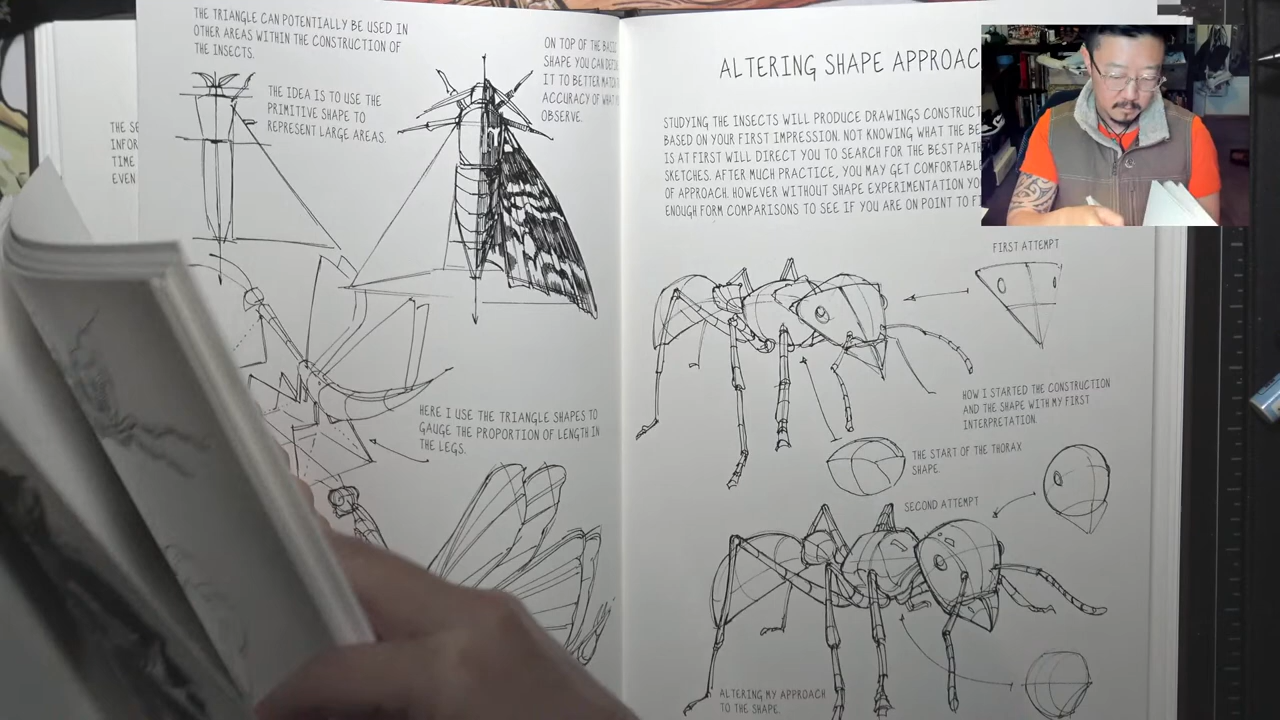 THE TRIANGLE CAN POTENTIALLY BE USED IN
OTHER AREAS WITHIN THE CONSTRUCTION OF
THE INSECTS.
THE IDEA IS TO USE THE
PRIMITIVE SHAPE TO
REPRESENT LARGE AREAS.
ON TOP OF THE BASIC
SHAPE YOU CAN
IT TO BETTER
ACCURACY OF
OBSERVE.
TIME
EVEN
HERE I USE THE TRIANGLE SHAPES TO
GAUGE THE PROPORTION OF LENGTH IN
THE LEGS.
ALTERING SHAPE APPROAC
STUDYING THE INSECTS WILL PRODUCE DRAWINGS CONSTRUCT
BASED ON YOUR FIRST IMPRESSION. NOT KNOWING WHAT THE BE
IS AT FIRST WILL DIRECT YOU TO SEARCH FOR THE BEST PATH
SKETCHES. AFTER MUCH PRACTICE, YOU MAY GET COMFORTABLE
OF APPROACH. HOWEVER WITHOUT SHAPE EXPERIMENTATION YO
ENOUGH FORM COMPARISONS TO SEE IF YOU ARE ON POINT TO
FIRST ATTEMPT
HOW I STARTED THE CONSTRUCTION
AND THE SHAPE WITH MY FIRST
INTERPRETATION.
THE START OF THE THORAX
SHAPE.
SECOND ATTEMPT
ALTERING MY APPROACH
TO THE SHAPE.